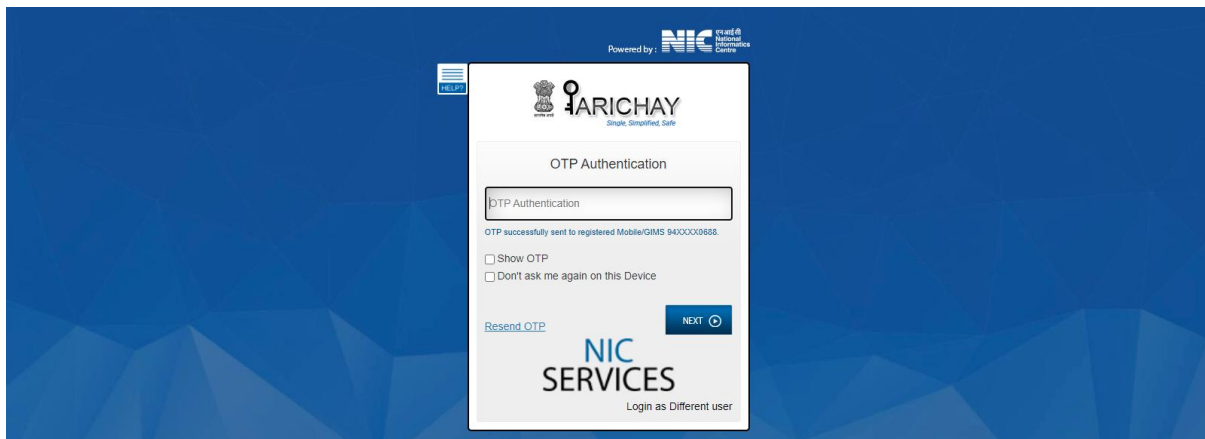 Powered by :
NIC
एन आई सी
National
Informatics
Centre
HELP?
PARICHAY
Single, Simplified, Safe
OTP Authentication
OTP Authentication
OTP successfully sent to registered Mobile/GIMS 94XXXX0688.
Show OTP
Don't ask me again on this Device
Resend OTP
NEXT
NIC
SERVICES
Login as Different user